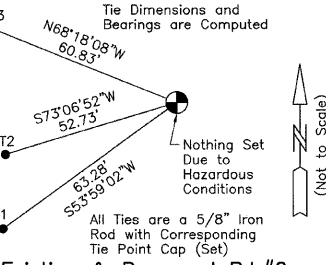 3
Tie Dimensions and
Bearings are Computed
N68°18'08"W
60.83'
S73°06'52"W
52.73'
T2
63.28'
S53°59'02"W
1
Nothing Set
Due to
Hazardous
Conditions
N
(Not to Scale)
All Ties are a 5/8" Iron
Rod with Corresponding
Tie Point Cap (Set)